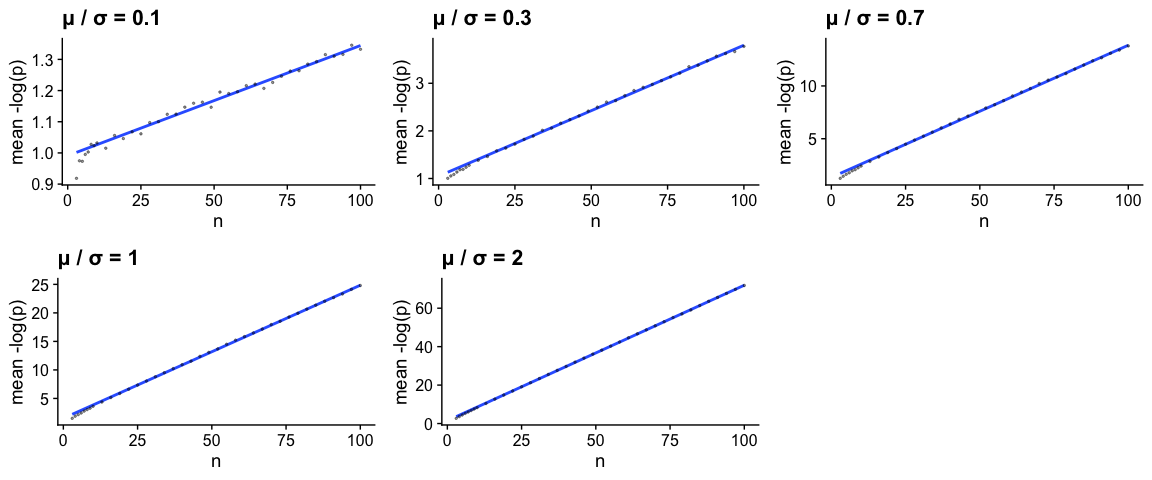 μ / σ = 0.1
mean -log(p)
1.3
1.2
1.1
1.0
0.9
0 25 50 75 100
n
μ / σ = 0.3
mean -log(p)
3
2
1
0 25 50 75 100
n
μ / σ = 0.7
mean -log(p)
10
5
0 25 50 75 100
n
μ / σ = 1
mean -log(p)
25
20
15
10
5
0 25 50 75 100
n
μ / σ = 2
mean -log(p)
60
40
20
0
0 25 50 75 100
n